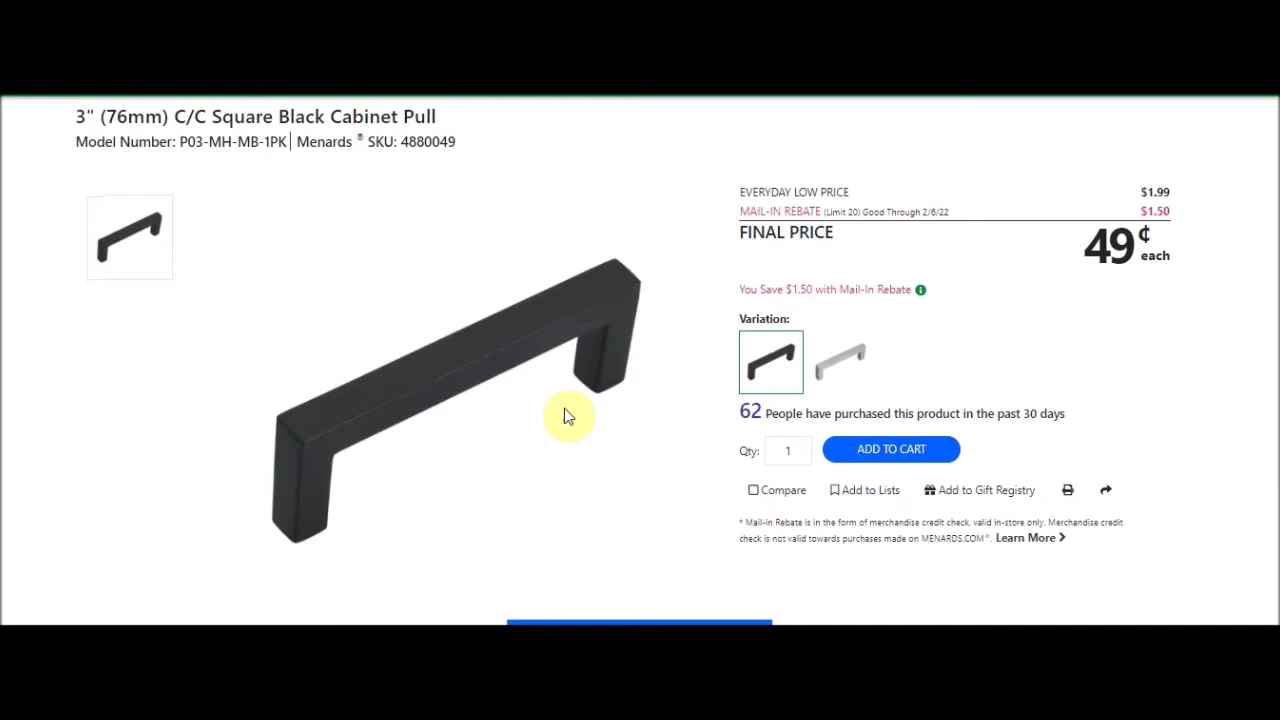 3" (76mm) C/C Square Black Cabinet Pull
Model Number: P03-MH-MB-1PK | Menards ® SKU: 4880049
EVERYDAY LOW PRICE $1.99
MAIL-IN REBATE (Limit 20) Good Through 2/6/22 $1.50
FINAL PRICE 49¢ each
You Save $1.50 with Mail-In Rebate
Variation:
62 People have purchased this product in the past 30 days
Qty: 1 ADD TO CART
Compare Add to Lists Add to Gift Registry
* Mail-in Rebate is in the form of merchandise credit check, valid in-store only. Merchandise credit
check is not valid towards purchases made on MENARDS.COM®. Learn More